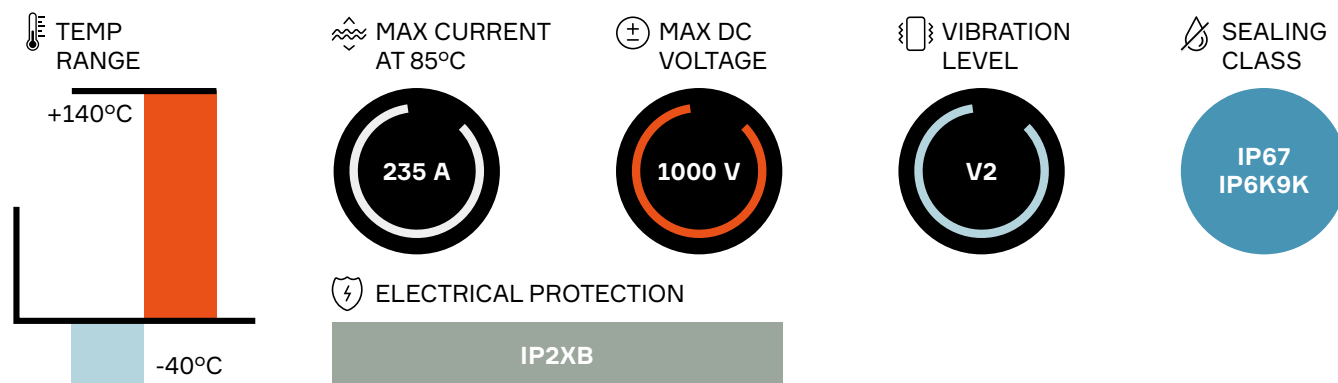 TEMP
RANGE
+140°C
-40°C
MAX CURRENT
AT 85°C
235 A
MAX DC
VOLTAGE
1000 V
VIBRATION
LEVEL
V2
SEALING
CLASS
IP67
IP6K9K
ELECTRICAL PROTECTION
IP2XB